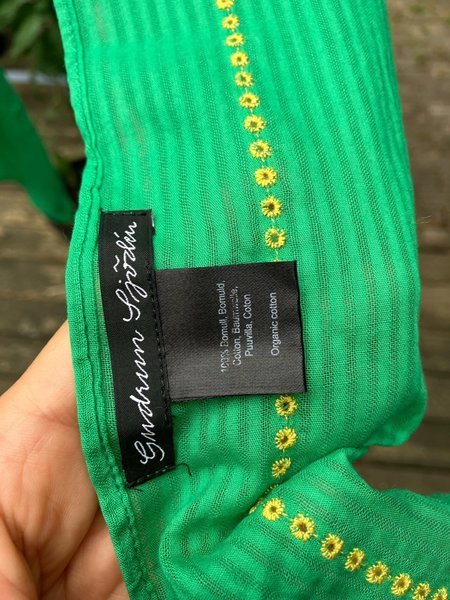 Gudrun Sjödén
100% Bomull, Bomuld,
Cotton, Baumwolle,
Puuvilla, Coton
Organic cotton